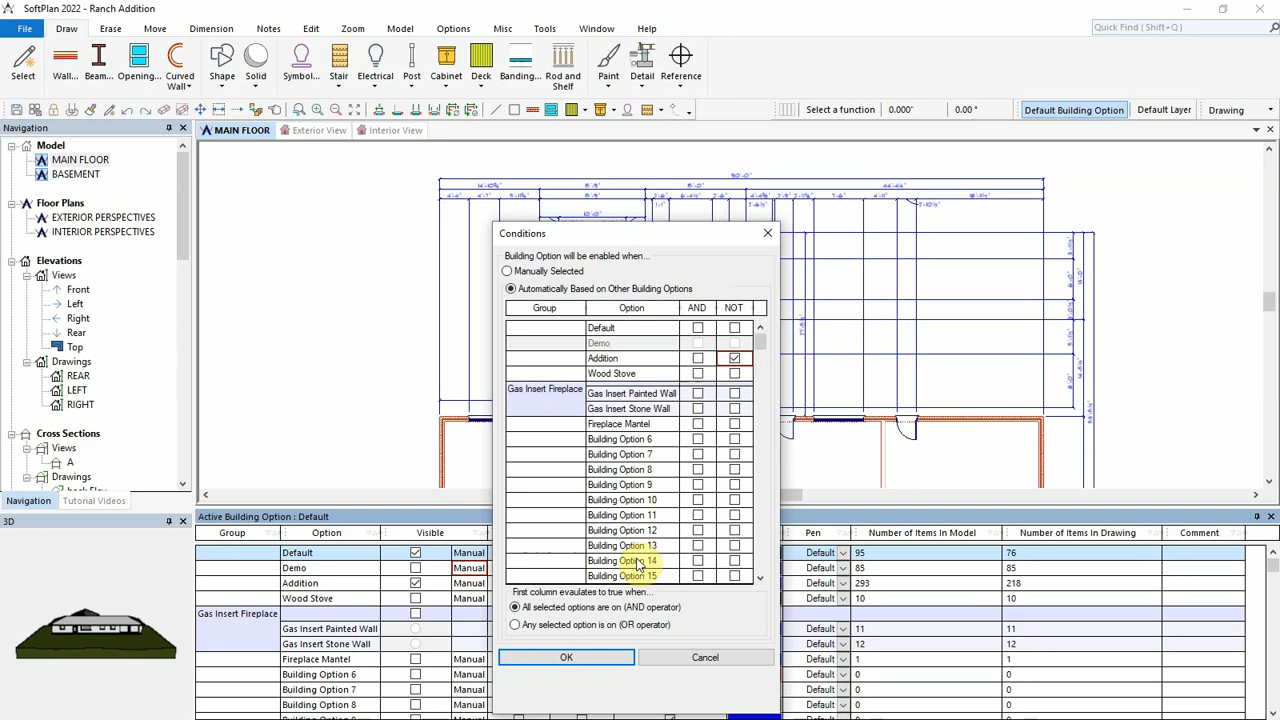 SoftPlan 2022 - Ranch Addition
File Draw Erase Move Dimension Notes Edit Zoom Model Options Misc Tools Window Help
Quick Find ( Shift+Q )
Select Wall... Beam... Opening... Curved Wall Shape Solid Symbol... Stair Electrical Post Cabinet Deck Banding... Rod and Shelf Paint Detail Reference
Select a function 0.000" 0.00 ° Default Building Option Default Layer Drawing
Navigation
MAIN FLOOR Exterior View Interior View
Model
MAIN FLOOR
BASEMENT
Floor Plans
EXTERIOR PERSPECTIVES
INTERIOR PERSPECTIVES
Elevations
Views
Front
Left
Right
Rear
Top
Drawings
REAR
LEFT
RIGHT
Cross Sections
Views
A
Drawings
Navigation Tutorial Videos
3D
Conditions
Building Option will be enabled when...
Manually Selected
Automatically Based on Other Building Options
Group Option AND NOT
Default
Demo
Addition
Wood Stove
Gas Insert Fireplace
Gas Insert Painted Wall
Gas Insert Stone Wall
Fireplace Mantel
Building Option 6
Building Option 7
Building Option 8
Building Option 9
Building Option 10
Building Option 11
Building Option 12
Building Option 13
Building Option 14
Building Option 15
First column evaulates to true when...
All selected options are on (AND operator)
Any selected option is on (OR operator)
OK Cancel
Active Building Option : Default
Group Option Visible Pen Number of Items In Model Number of Items In Drawing Comment
Default Manual Default 95 76
Demo Manual Default 85 85
Addition Manual Default 293 218
Wood Stove Manual Default 10 10
Gas Insert Fireplace
Gas Insert Painted Wall Default 11 11
Gas Insert Stone Wall Default 12 12
Fireplace Mantel Manual Default 1 1
Building Option 6 Manual Default 0 0
Building Option 7 Manual Default 0 0
Building Option 8 Manual Default 0 0